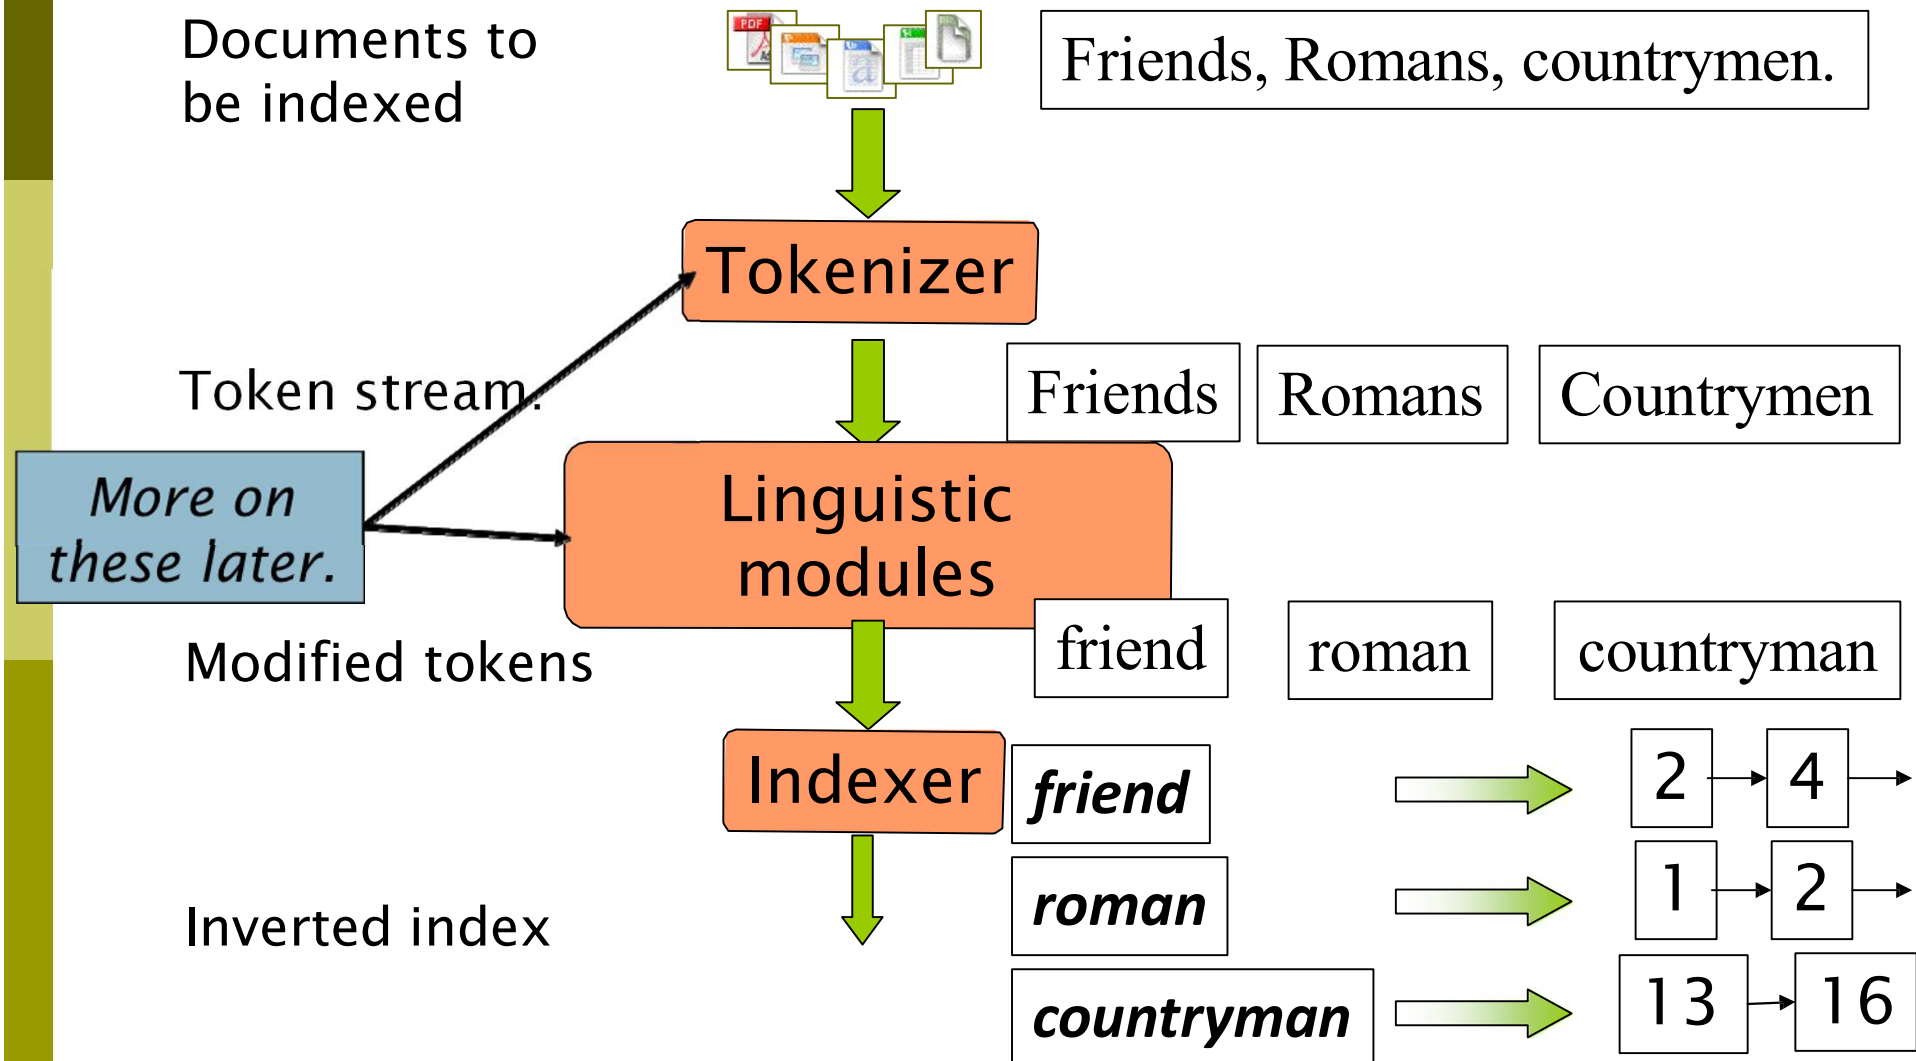 Documents to
be indexed
PDF
a
Friends, Romans, countrymen.
Tokenizer
Token stream.
Friends
Romans
Countrymen
More on
these later.
Linguistic
modules
Modified tokens
friend
roman
countryman
Indexer
friend
2
4
roman
1
2
Inverted index
countryman
13
16